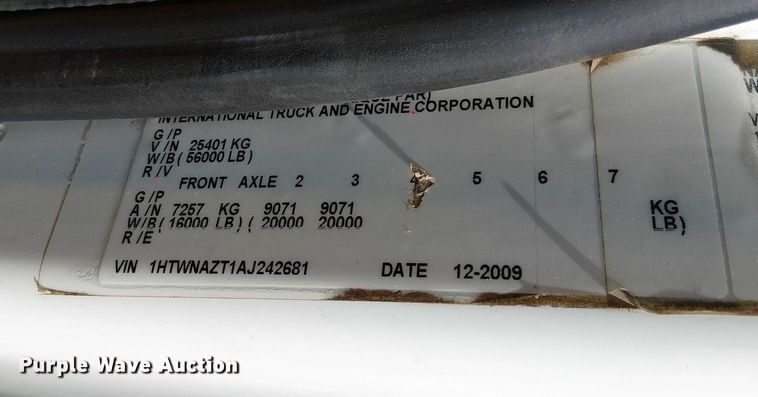 INTERNATIONAL TRUCK AND ENGINE CORPORATION
G/P
V/N 25401 KG
W/B( 56000 LB)
R/V
FRONT AXLE 2 3 5 6 7
G/P
A/N 7257 KG 9071 9071 KG
W/B( 16000 LB)( 20000 20000 LB)
R/E
VIN 1HTWNAZT1AJ242681 DATE 12-2009
Purple Wave Auction